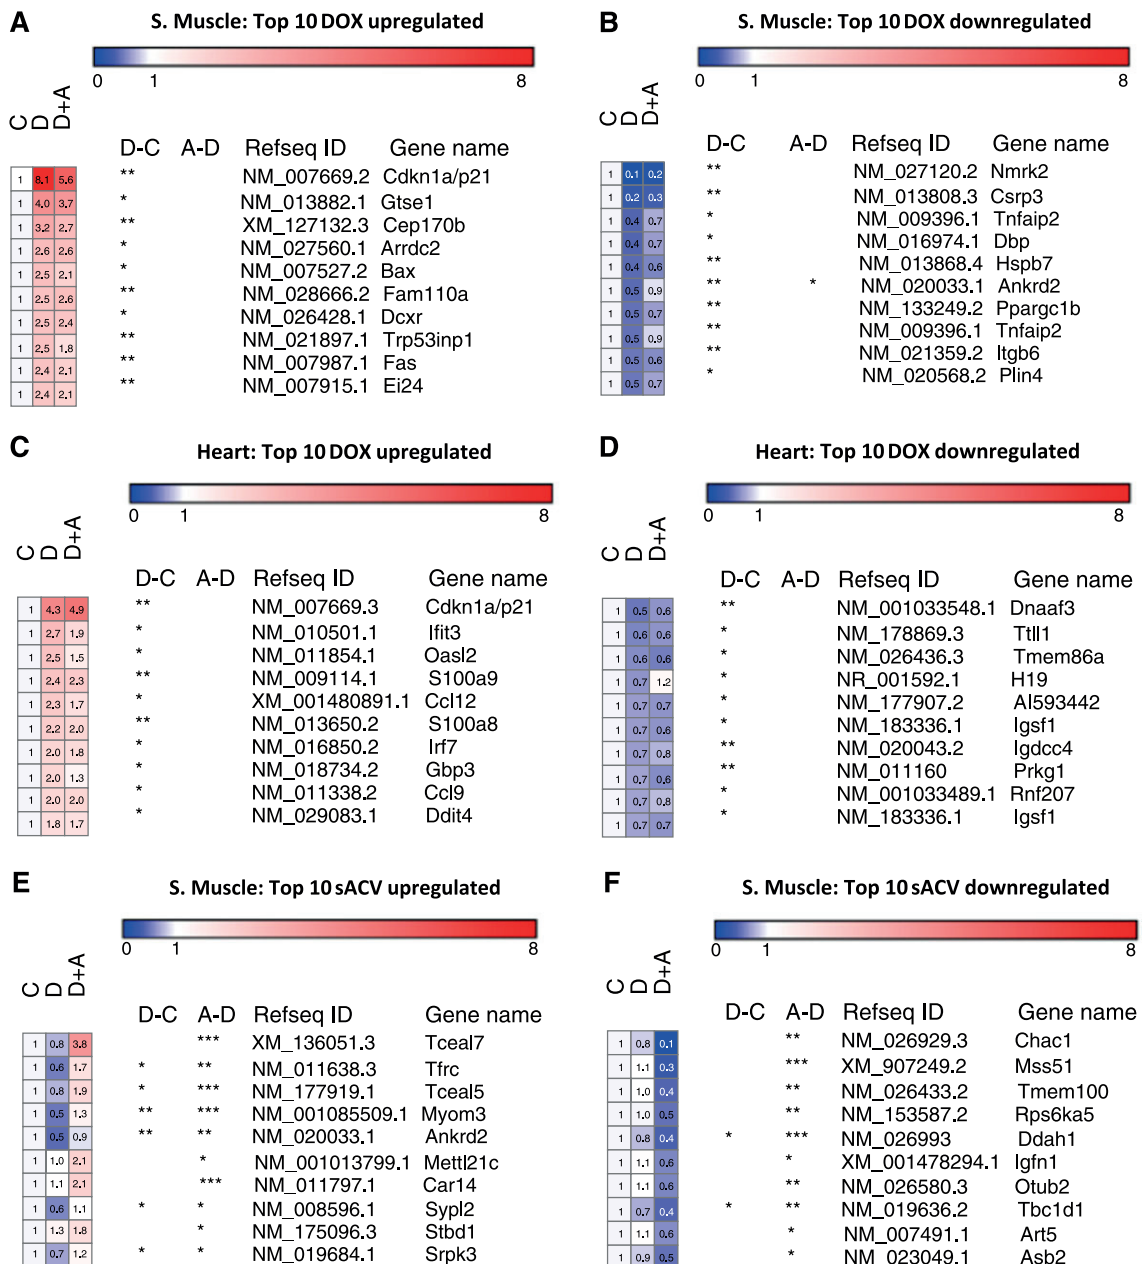 A
S. Muscle: Top 10 DOX upregulated
0 1 8
C D D+A
D-C A-D Refseq ID Gene name
1 8.1 5.6 ** NM_007669.2 Cdkn1a/p21
1 4.0 3.7 * NM_013882.1 Gtse1
1 3.2 2.7 ** XM_127132.3 Cep170b
1 2.6 2.6 * NM_027560.1 Arrdc2
1 2.5 2.1 * NM_007527.2 Bax
1 2.5 2.6 ** NM_028666.2 Fam110a
1 2.5 2.4 * NM_026428.1 Dcxr
1 2.5 1.8 ** NM_021897.1 Trp53inp1
1 2.4 2.1 ** NM_007987.1 Fas
1 2.4 2.1 ** NM_007915.1 Ei24
B
S. Muscle: Top 10 DOX downregulated
0 1 8
C D D+A
D-C A-D Refseq ID Gene name
1 0.1 0.2 ** NM_027120.2 Nmrk2
1 0.2 0.3 ** NM_013808.3 Csrp3
1 0.4 0.7 * NM_009396.1 Tnfaip2
1 0.4 0.7 * NM_016974.1 Dbp
1 0.4 0.6 ** NM_013868.4 Hspb7
1 0.5 0.9 ** * NM_020033.1 Ankrd2
1 0.5 0.7 ** NM_133249.2 Ppargc1b
1 0.5 0.9 ** NM_009396.1 Tnfaip2
1 0.5 0.6 ** NM_021359.2 Itgb6
1 0.5 0.7 * NM_020568.2 Plin4
C
Heart: Top 10 DOX upregulated
0 1 8
C D D+A
D-C A-D Refseq ID Gene name
1 4.3 4.9 ** NM_007669.3 Cdkn1a/p21
1 2.7 1.9 * NM_010501.1 Ifit3
1 2.5 1.5 * NM_011854.1 Oasl2
1 2.4 2.3 ** NM_009114.1 S100a9
1 2.3 1.7 * XM_001480891.1 Ccl12
1 2.2 2.0 ** NM_013650.2 S100a8
1 2.0 1.8 * NM_016850.2 Irf7
1 2.0 1.3 * NM_018734.2 Gbp3
1 2.0 2.0 * NM_011338.2 Ccl9
1 1.8 1.7 * NM_029083.1 Ddit4
D
Heart: Top 10 DOX downregulated
0 1 8
C D D+A
D-C A-D Refseq ID Gene name
1 0.5 0.6 ** NM_001033548.1 Dnaaf3
1 0.6 0.6 * NM_178869.3 Ttll1
1 0.6 0.6 * NM_026436.3 Tmem86a
1 0.7 1.2 * NR_001592.1 H19
1 0.7 0.7 * NM_177907.2 AI593442
1 0.7 0.6 * NM_183336.1 Igsf1
1 0.7 0.8 ** NM_020043.2 Igdcc4
1 0.7 0.6 ** NM_011160 Prkg1
1 0.7 0.8 * NM_001033489.1 Rnf207
1 0.7 0.7 * NM_183336.1 Igsf1
E
S. Muscle: Top 10 sACV upregulated
0 1 8
C D D+A
D-C A-D Refseq ID Gene name
1 0.8 3.8 *** XM_136051.3 Tceal7
1 0.6 1.7 * ** NM_011638.3 Tfrc
1 0.8 1.9 * *** NM_177919.1 Tceal5
1 0.5 1.3 ** *** NM_001085509.1 Myom3
1 0.5 0.9 ** ** NM_020033.1 Ankrd2
1 1.0 2.1 * NM_001013799.1 Mettl21c
1 1.1 2.1 *** NM_011797.1 Car14
1 0.6 1.1 * * NM_008596.1 Sypl2
1 1.3 1.8 * NM_175096.3 Stbd1
1 0.7 1.2 * * NM_019684.1 Srpk3
F
S. Muscle: Top 10 sACV downregulated
0 1 8
C D D+A
D-C A-D Refseq ID Gene name
1 0.8 0.1 ** NM_026929.3 Chac1
1 1.1 0.3 *** XM_907249.2 Mss51
1 1.0 0.4 ** NM_026433.2 Tmem100
1 1.0 0.5 ** NM_153587.2 Rps6ka5
1 0.8 0.4 * *** NM_026993 Ddah1
1 1.1 0.6 * XM_001478294.1 Igfn1
1 1.1 0.6 ** NM_026580.3 Otub2
1 0.7 0.4 * ** NM_019636.2 Tbc1d1
1 1.1 0.6 * NM_007491.1 Art5
1 0.9 0.5 * NM_023049.1 Asb2